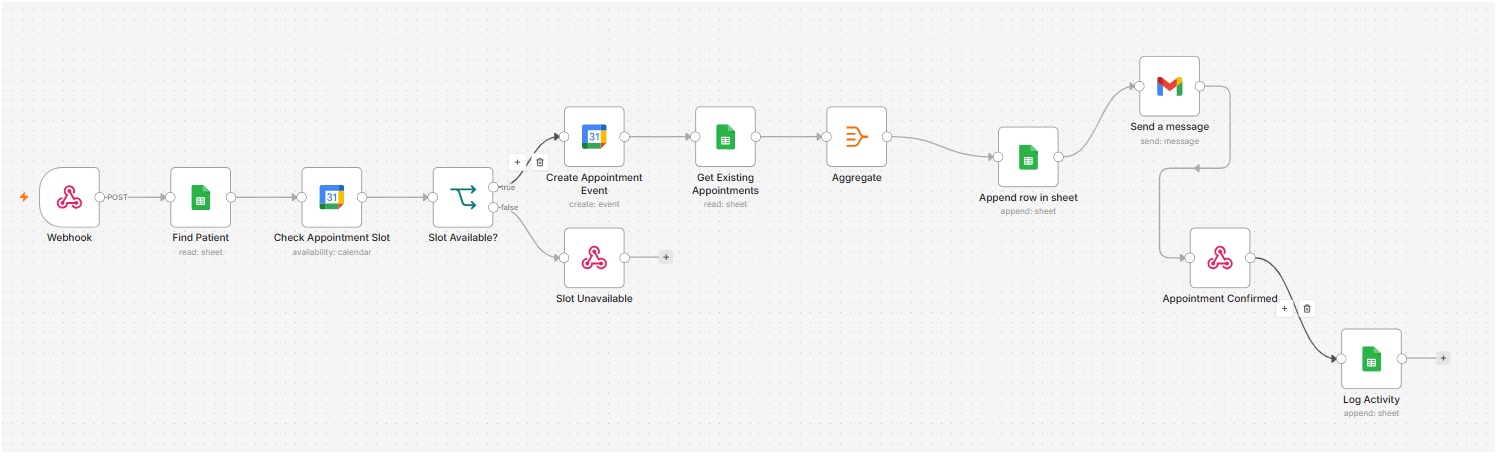 POST
Webhook
Find Patient
read: sheet
31
Check Appointment Slot
availability: calendar
true
false
Slot Available?
31
Create Appointment
Event
create: event
Get Existing
Appointments
read: sheet
Aggregate
Slot Unavailable
Append row in sheet
append: sheet
Send a message
send: message
Appointment Confirmed
Log Activity
append: sheet